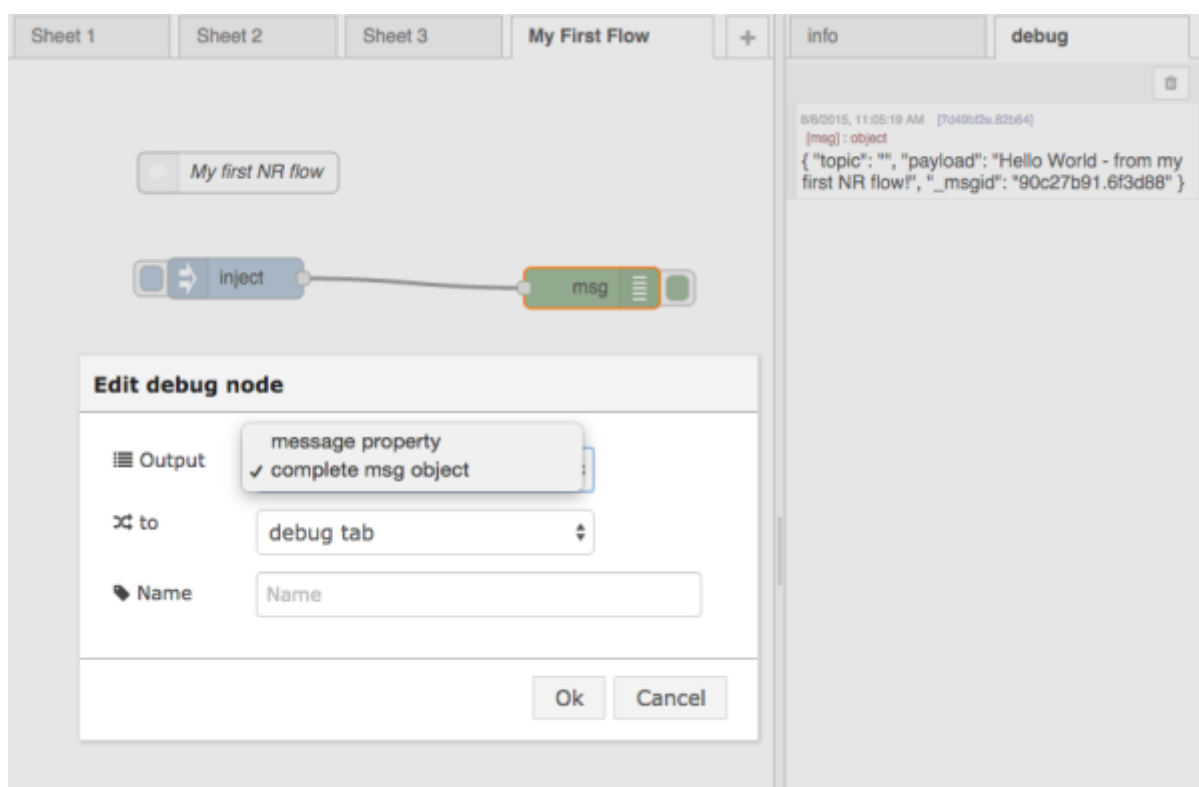 Sheet 1
Sheet 2
Sheet 3
My First Flow
+
info
debug
8/6/2015, 11:05:19 AM [7d49bf2e.82b64]
[msg] : object
{ "topic": "", "payload": "Hello World - from my
first NR flow!", "_msgid": "90c27b91.6f3d88" }
My first NR flow
inject
msg
Edit debug node
Output
message property
✓ complete msg object
to
debug tab
Name
Name
Ok
Cancel